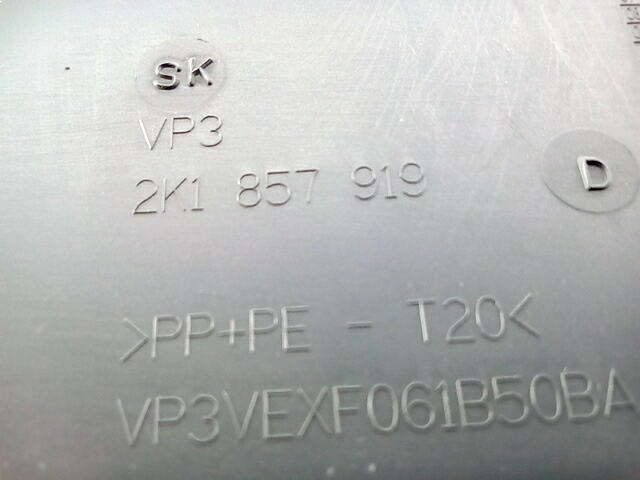 SK
VP3
2K1 857 919
D
>PP+PE - T20<
VP3VEXF061B50BA